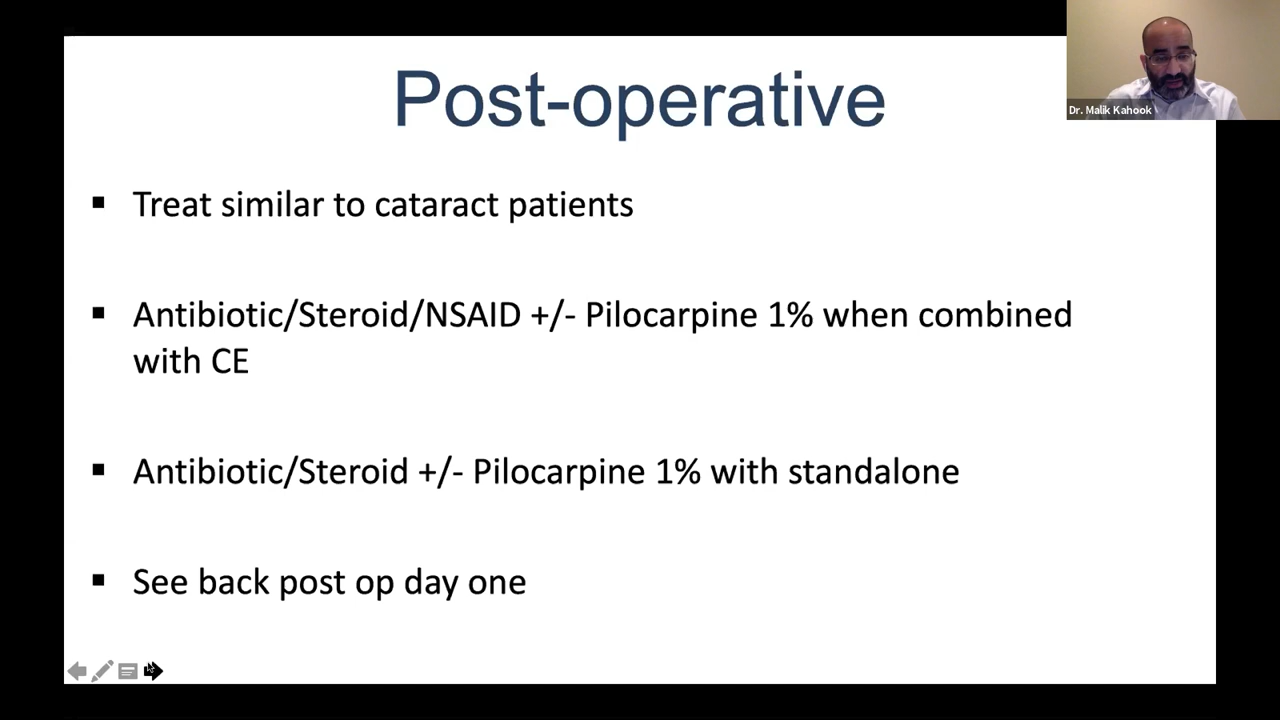 Post-operative
Dr. Malik Kahook
▪ Treat similar to cataract patients
▪ Antibiotic/Steroid/NSAID +/- Pilocarpine 1% when combined
with CE
▪ Antibiotic/Steroid +/- Pilocarpine 1% with standalone
▪ See back post op day one